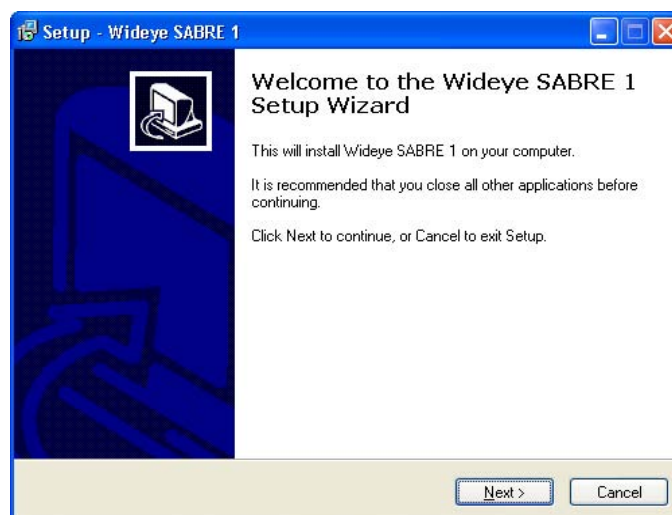 Setup - Wideye SABRE 1
Welcome to the Wideye SABRE 1
Setup Wizard
This will install Wideye SABRE 1 on your computer.
It is recommended that you close all other applications before
continuing.
Click Next to continue, or Cancel to exit Setup.
Next >
Cancel